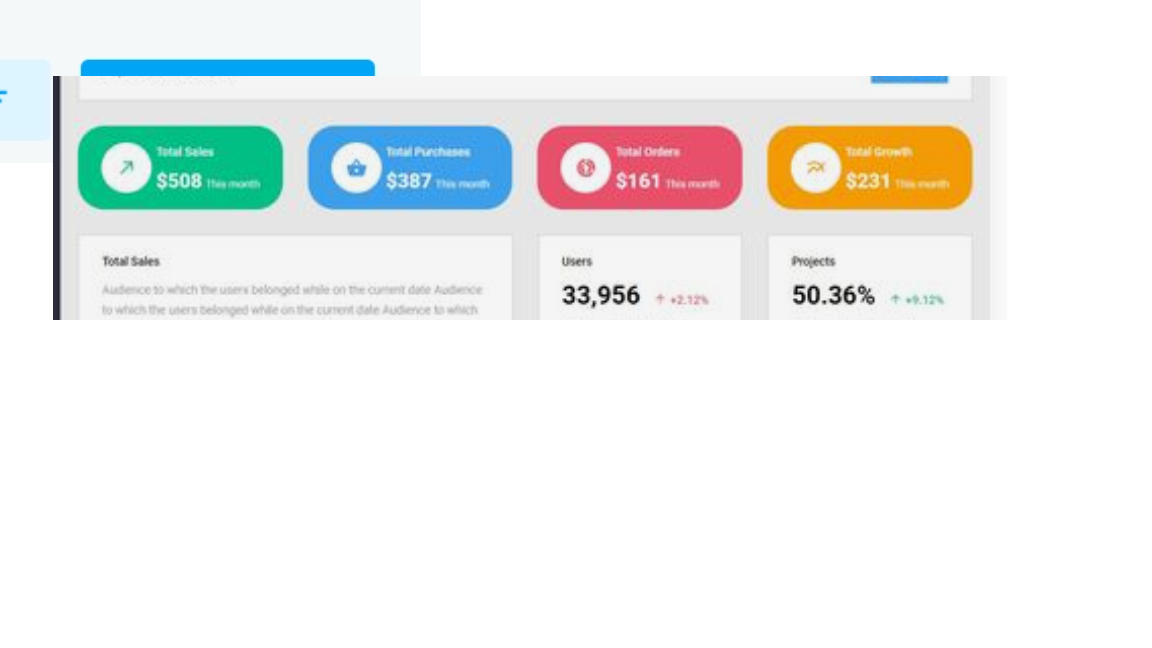 Total Sales
$508 This month
Total Purchases
$387 This month
Total Orders
$161 This month
Total Growth
$231 This month
Total Sales
Audience to which the users belonged while on the current date Audience
to which the users belonged while on the current date Audience to which
Users
33,956 ↑ +2.12%
Projects
50.36% ↑ +9.12%